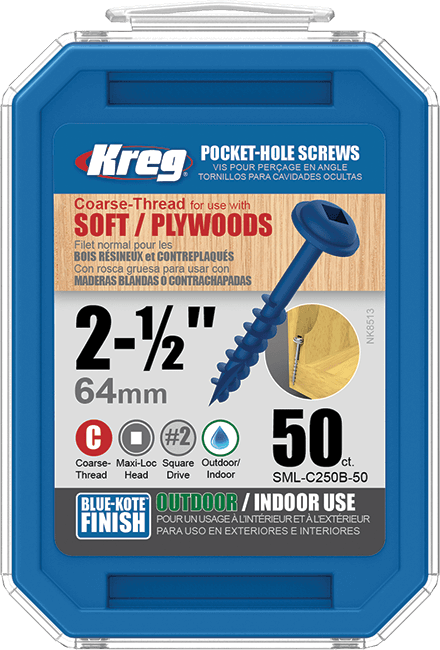 Kreg®
POCKET-HOLE SCREWS
VIS POUR PERÇAGE EN ANGLE
TORNILLOS PARA CAVIDADES OCULTAS
Coarse-Thread for use with
SOFT / PLYWOODS
Filet normal pour les
BOIS RÉSINEUX et CONTREPLAQUÉS
Con rosca gruesa para usar con
MADERAS BLANDAS O CONTRACHAPADAS
2-½"
64mm
NK8513
C
Coarse-
Thread
Maxi-Loc
Head
#2
Square
Drive
Outdoor/
Indoor
50 ct.
SML-C250B-50
BLUE-KOTE™
FINISH
OUTDOOR / INDOOR USE
POUR UN USAGE À L'INTÉRIEUR ET À L'EXTÉRIEUR
PARA USO EN EXTERIORES E INTERIORES